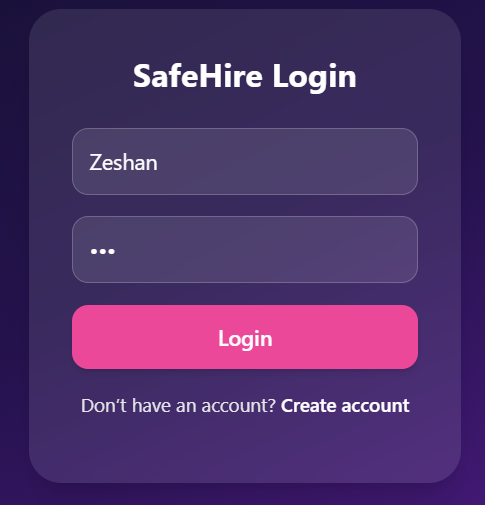 SafeHire Login
Zeshan
•••
Login
Don’t have an account? Create account